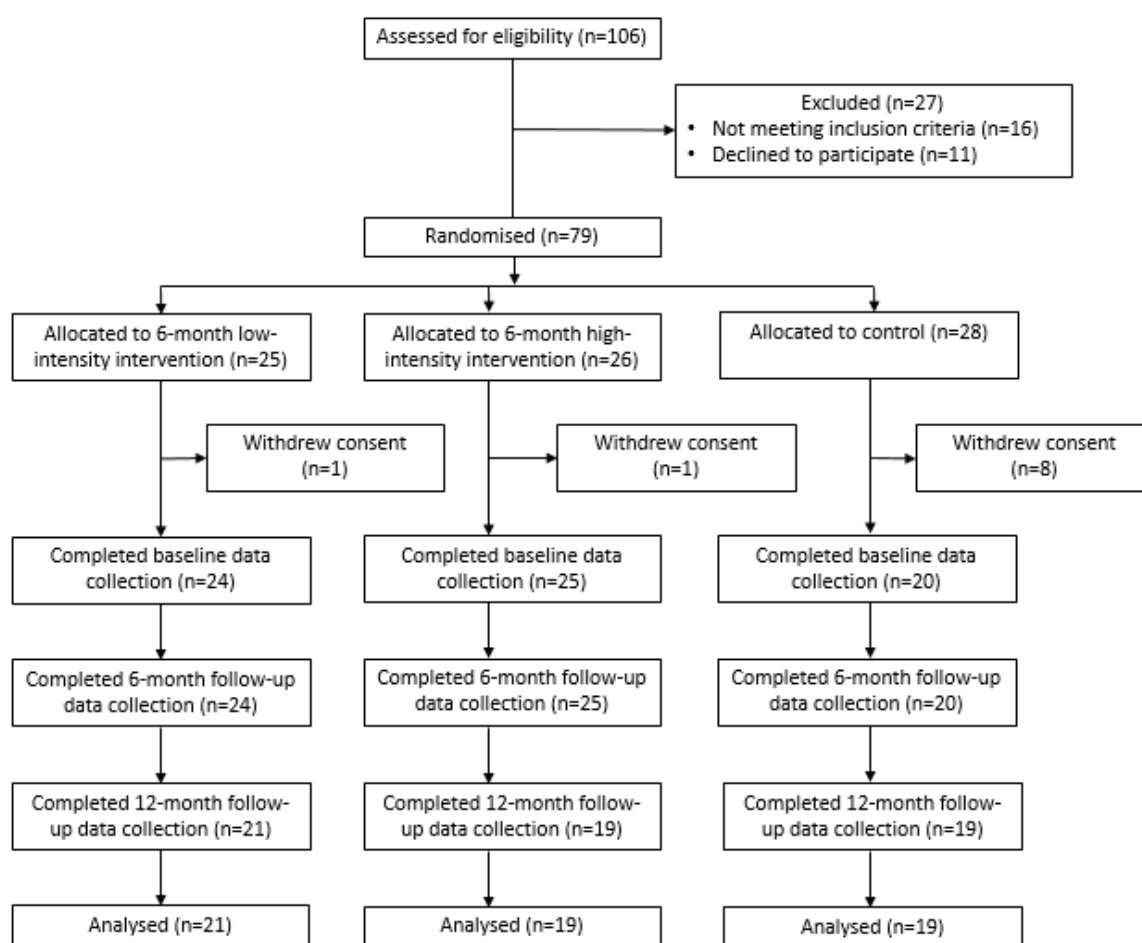 Assessed for eligibility (n=106)
Excluded (n=27)
• Not meeting inclusion criteria (n=16)
• Declined to participate (n=11)
Randomised (n=79)
Allocated to 6-month low-
intensity intervention (n=25)
Allocated to 6-month high-
intensity intervention (n=26)
Allocated to control (n=28)
Withdrew consent
(n=1)
Withdrew consent
(n=1)
Withdrew consent
(n=8)
Completed baseline data
collection (n=24)
Completed baseline data
collection (n=25)
Completed baseline data
collection (n=20)
Completed 6-month follow-up
data collection (n=24)
Completed 6-month follow-up
data collection (n=25)
Completed 6-month follow-up
data collection (n=20)
Completed 12-month follow-
up data collection (n=21)
Completed 12-month follow-
up data collection (n=19)
Completed 12-month follow-
up data collection (n=19)
Analysed (n=21)
Analysed (n=19)
Analysed (n=19)